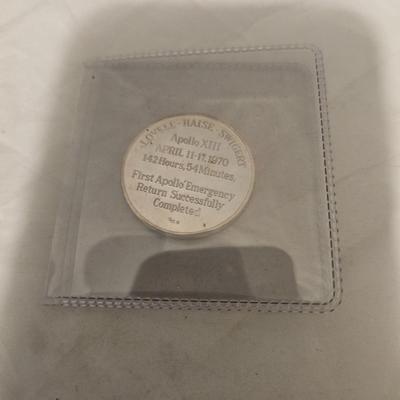 LOVELL - HAISE - SWIGERT
Apollo XIII
APRIL 11-17, 1970
142 Hours, 54 Minutes,
First Apollo Emergency
Return Successfully
Completed